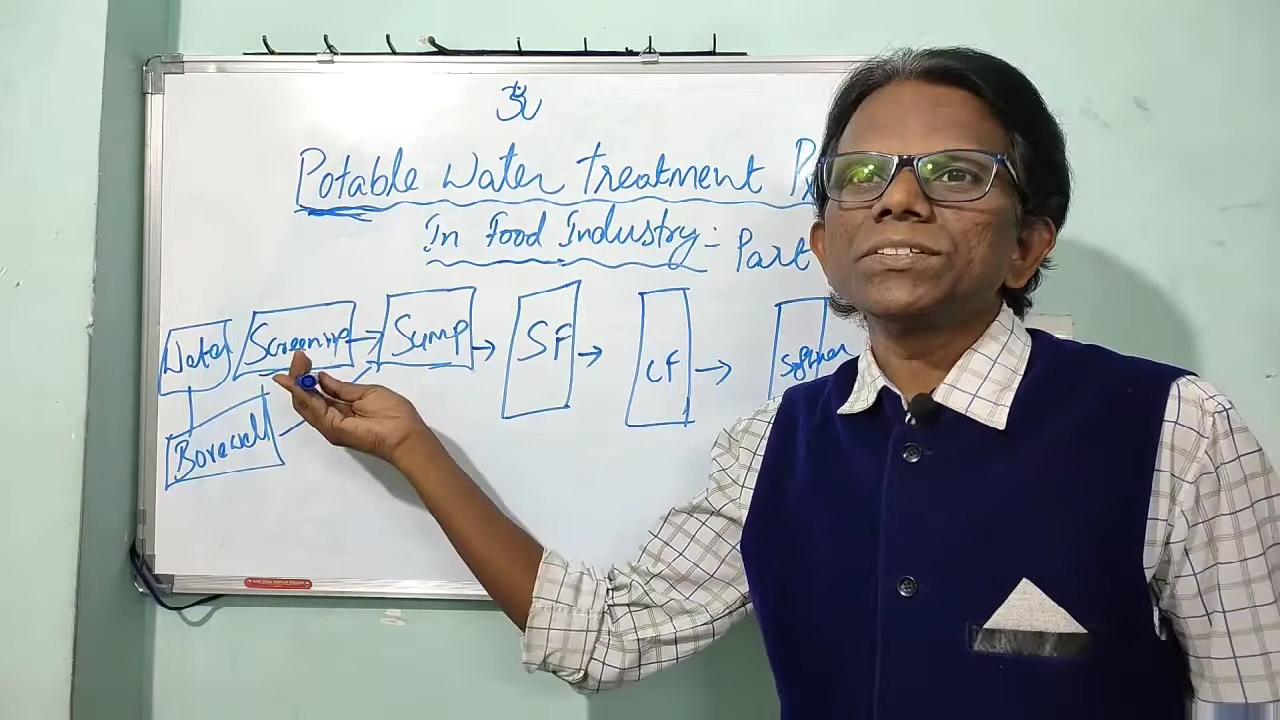 ॐ
Potable Water Treatment
In Food Industry:- Part
Water
Screening
Sump
SF
CF
Softner
Borewell